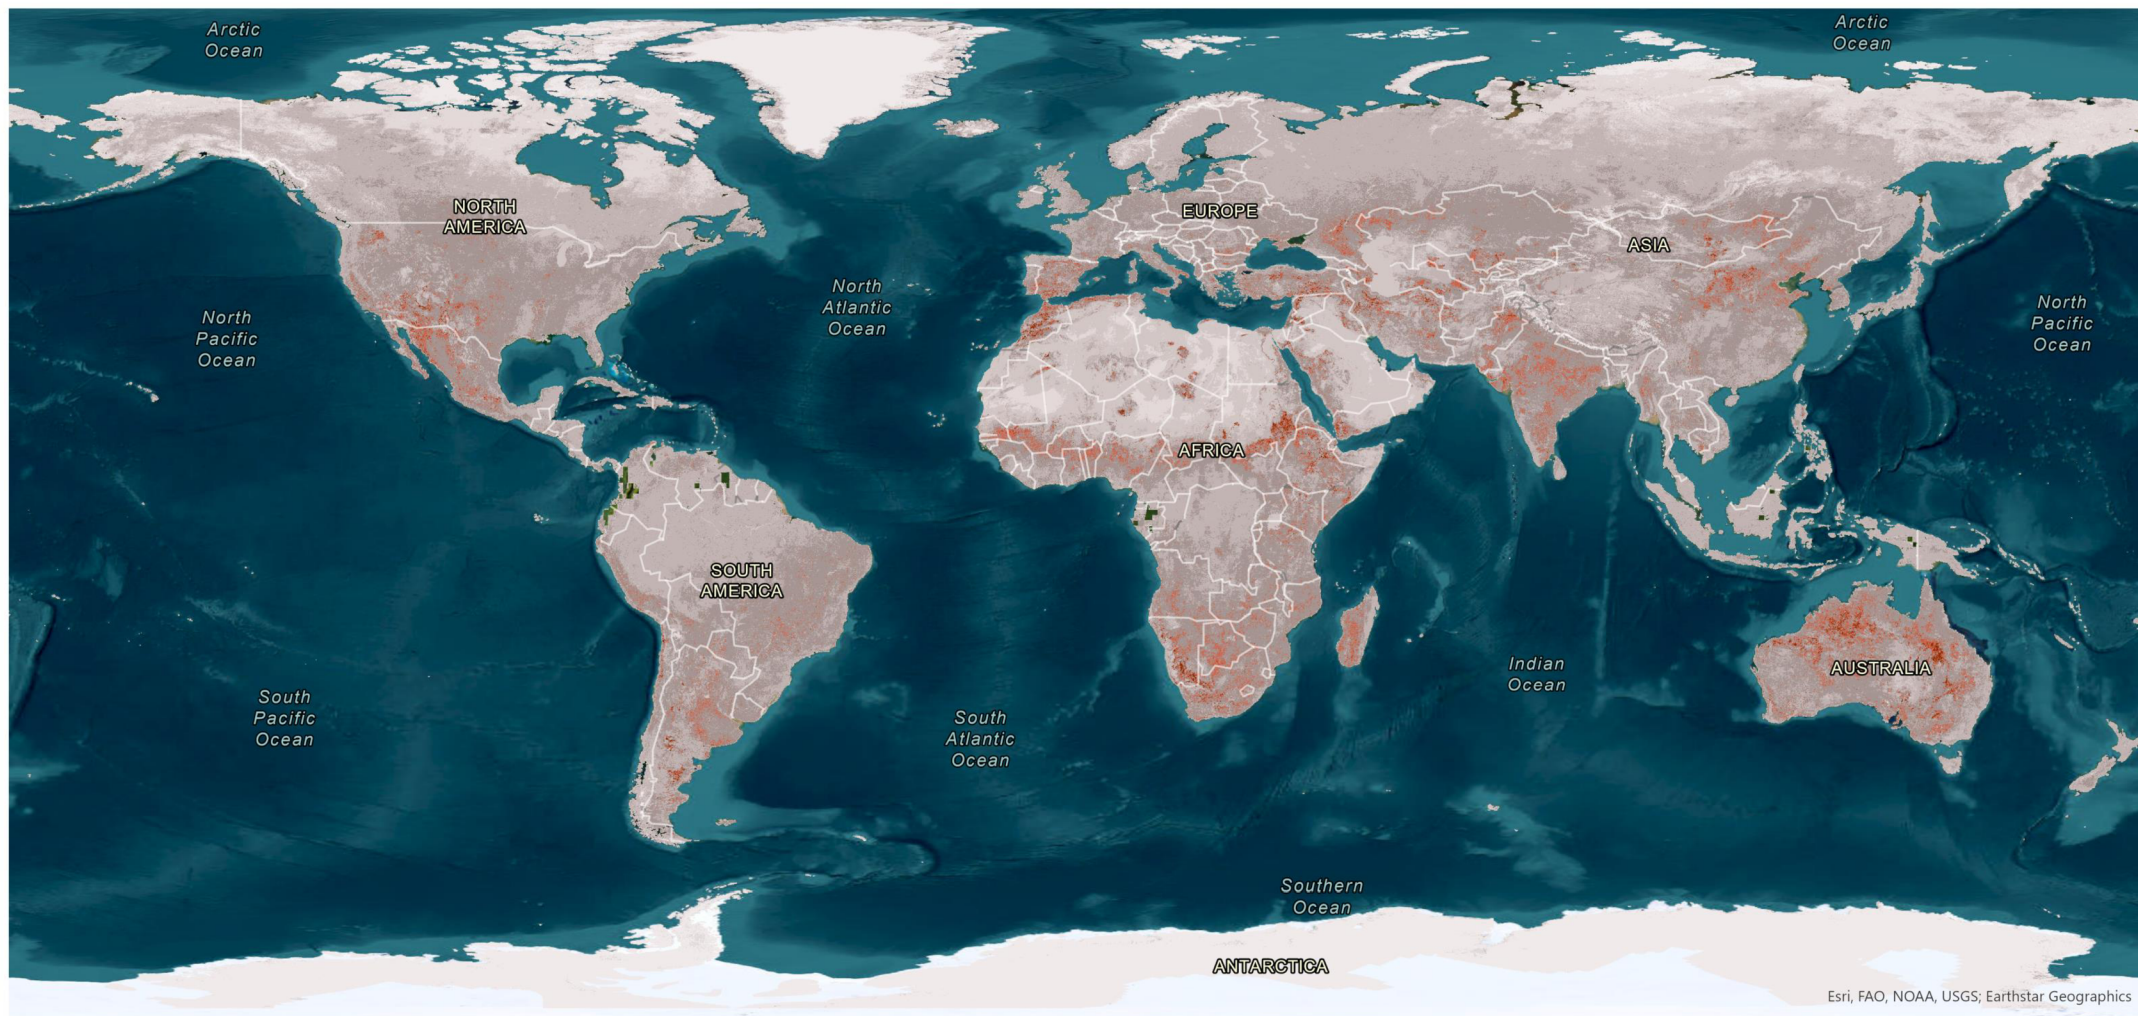 Arctic
Ocean
Arctic
Ocean
NORTH
AMERICA
EUROPE
ASIA
North
Atlantic
Ocean
North
Pacific
Ocean
North
Pacific
Ocean
AFRICA
SOUTH
AMERICA
Indian
Ocean
AUSTRALIA
South
Pacific
Ocean
South
Atlantic
Ocean
Southern
Ocean
ANTARCTICA
Esri, FAO, NOAA, USGS; Earthstar Geographics